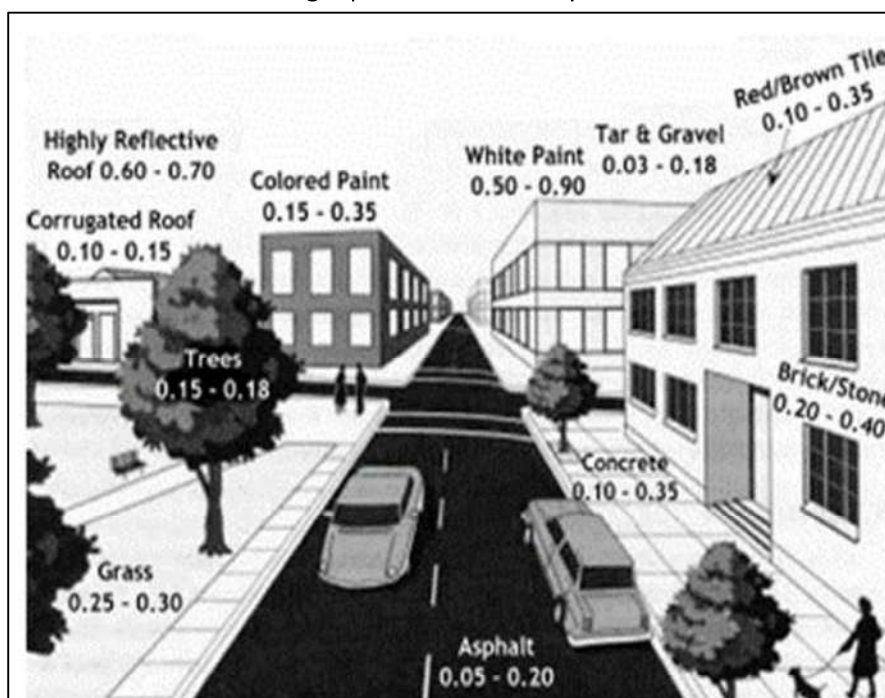 Highly Reflective
Roof 0.60 - 0.70
Corrugated Roof
0.10 - 0.15
Colored Paint
0.15 - 0.35
White Paint
0.50 - 0.90
Tar & Gravel
0.03 - 0.18
Red/Brown Tile
0.10 - 0.35
Trees
0.15 - 0.18
Brick/Stone
0.20 - 0.40
Concrete
0.10 - 0.35
Grass
0.25 - 0.30
Asphalt
0.05 - 0.20